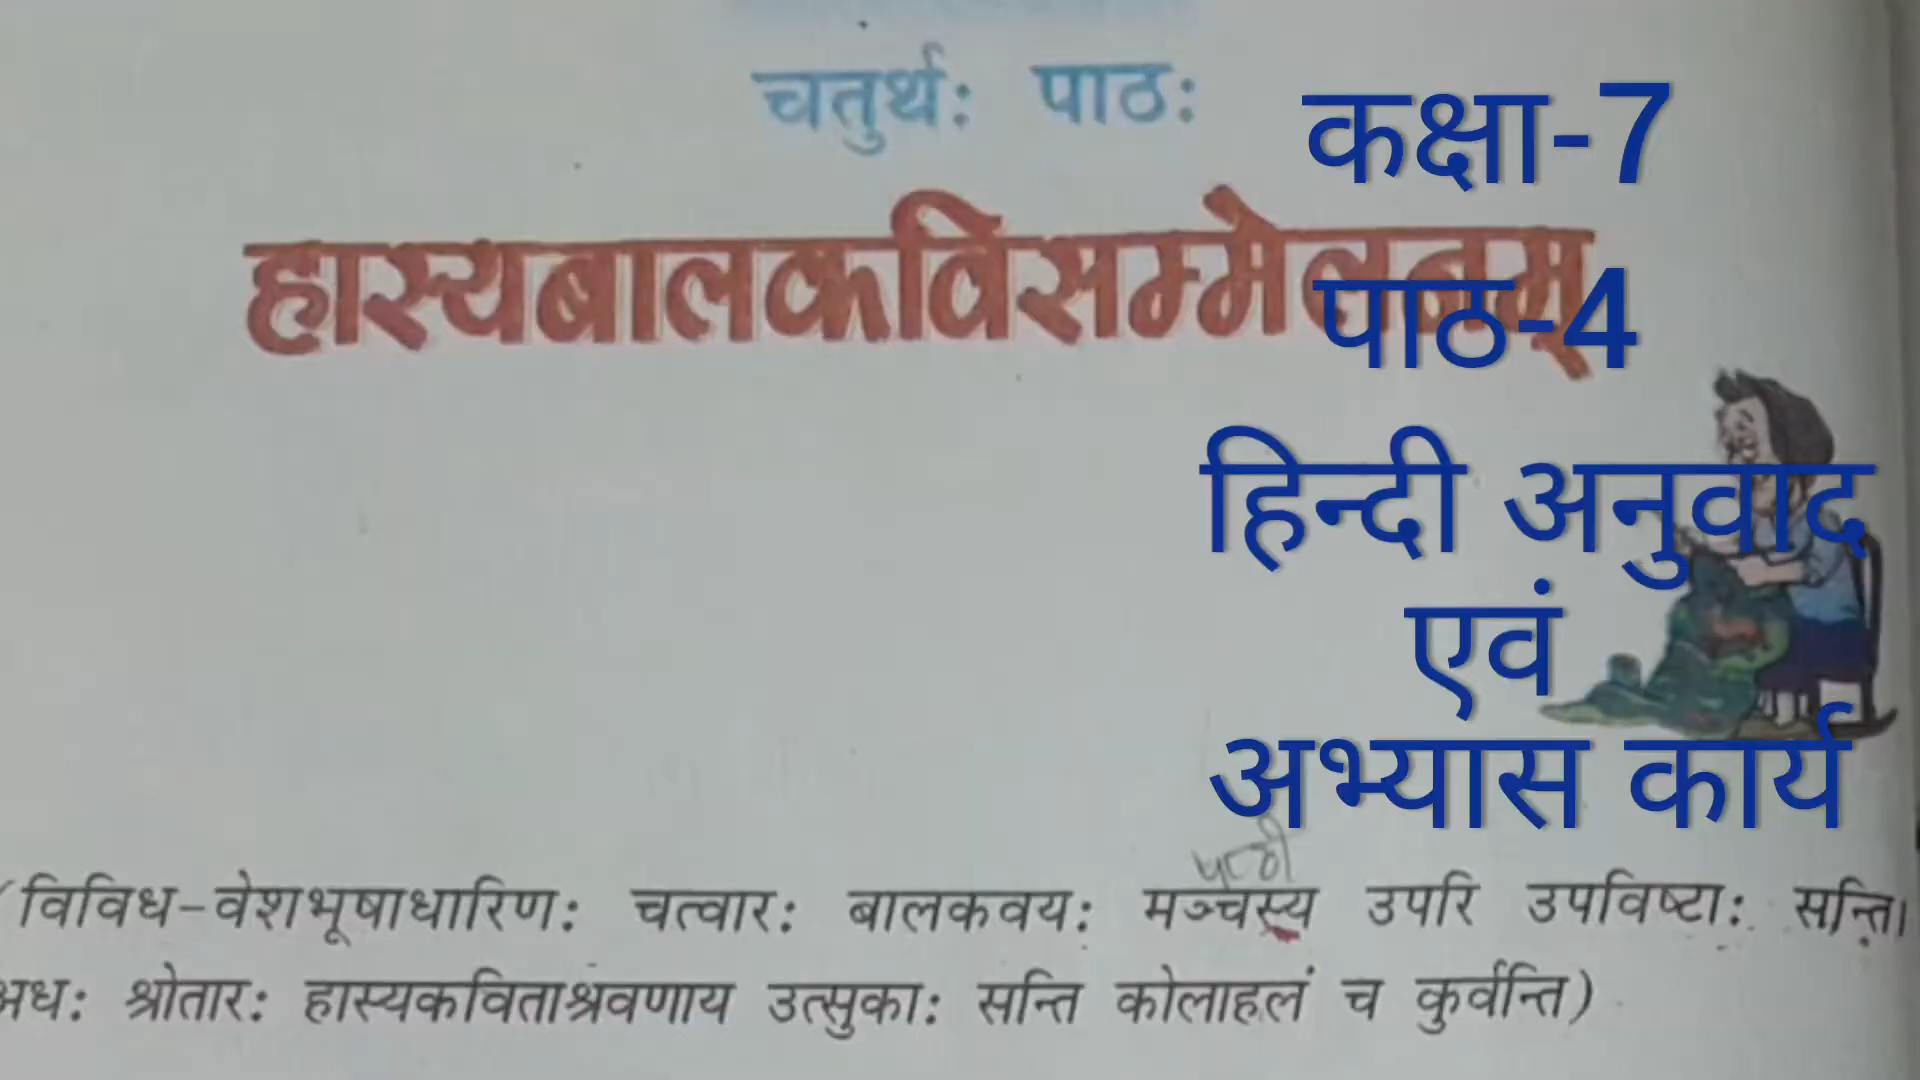 चतुर्थः पाठः
कक्षा-7
हास्यबालकविसम्मेलनम्
पाठ-4
हिन्दी अनुवाद
एवं
अभ्यास कार्य
(विविध-वेशभूषाधारिणः चत्वारः बालकवयः मञ्चस्य उपरि उपविष्टाः सन्ति।
अधः श्रोतारः हास्यकविताश्रवणाय उत्सुकाः सन्ति कोलाहलं च कुर्वन्ति)